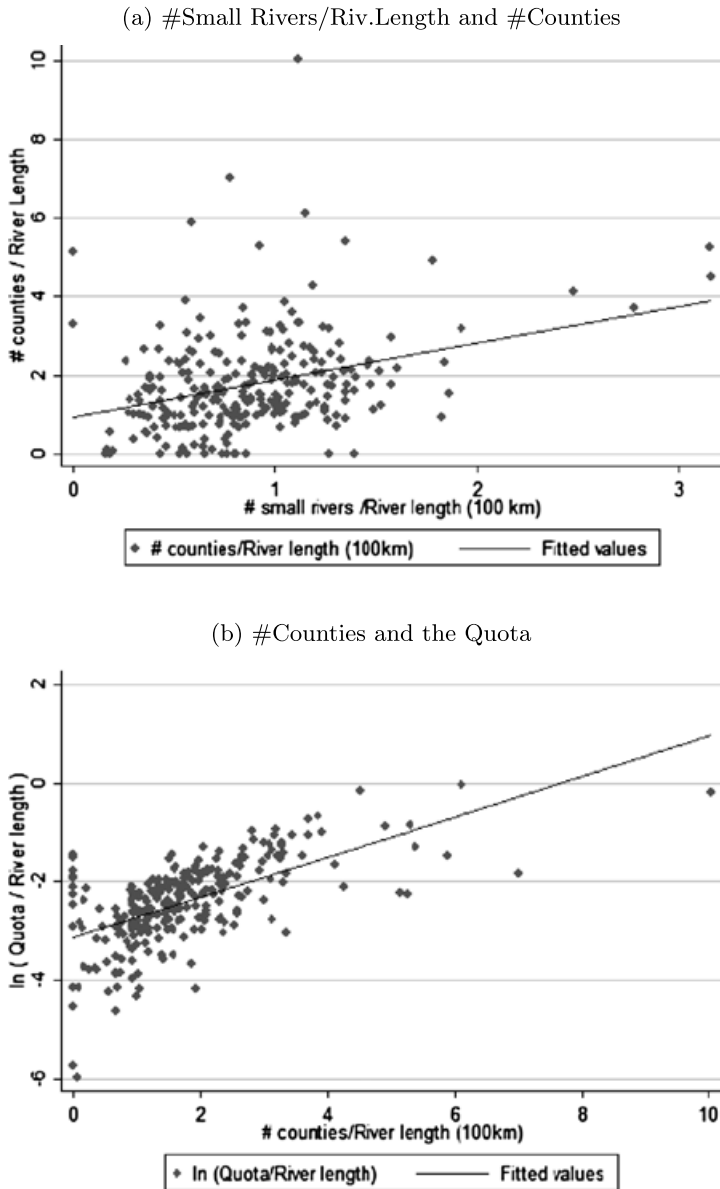 (a) #Small Rivers/Riv.Length and #Counties
# counties / River Length
10
8
6
4
2
0
0 1 2 3
# small rivers /River length (100 km)
# counties/River length (100km) Fitted values
(b) #Counties and the Quota
ln ( Quota / River length )
2
0
-2
-4
-6
0 2 4 6 8 10
# counties/River length (100km)
ln (Quota/River length) Fitted values